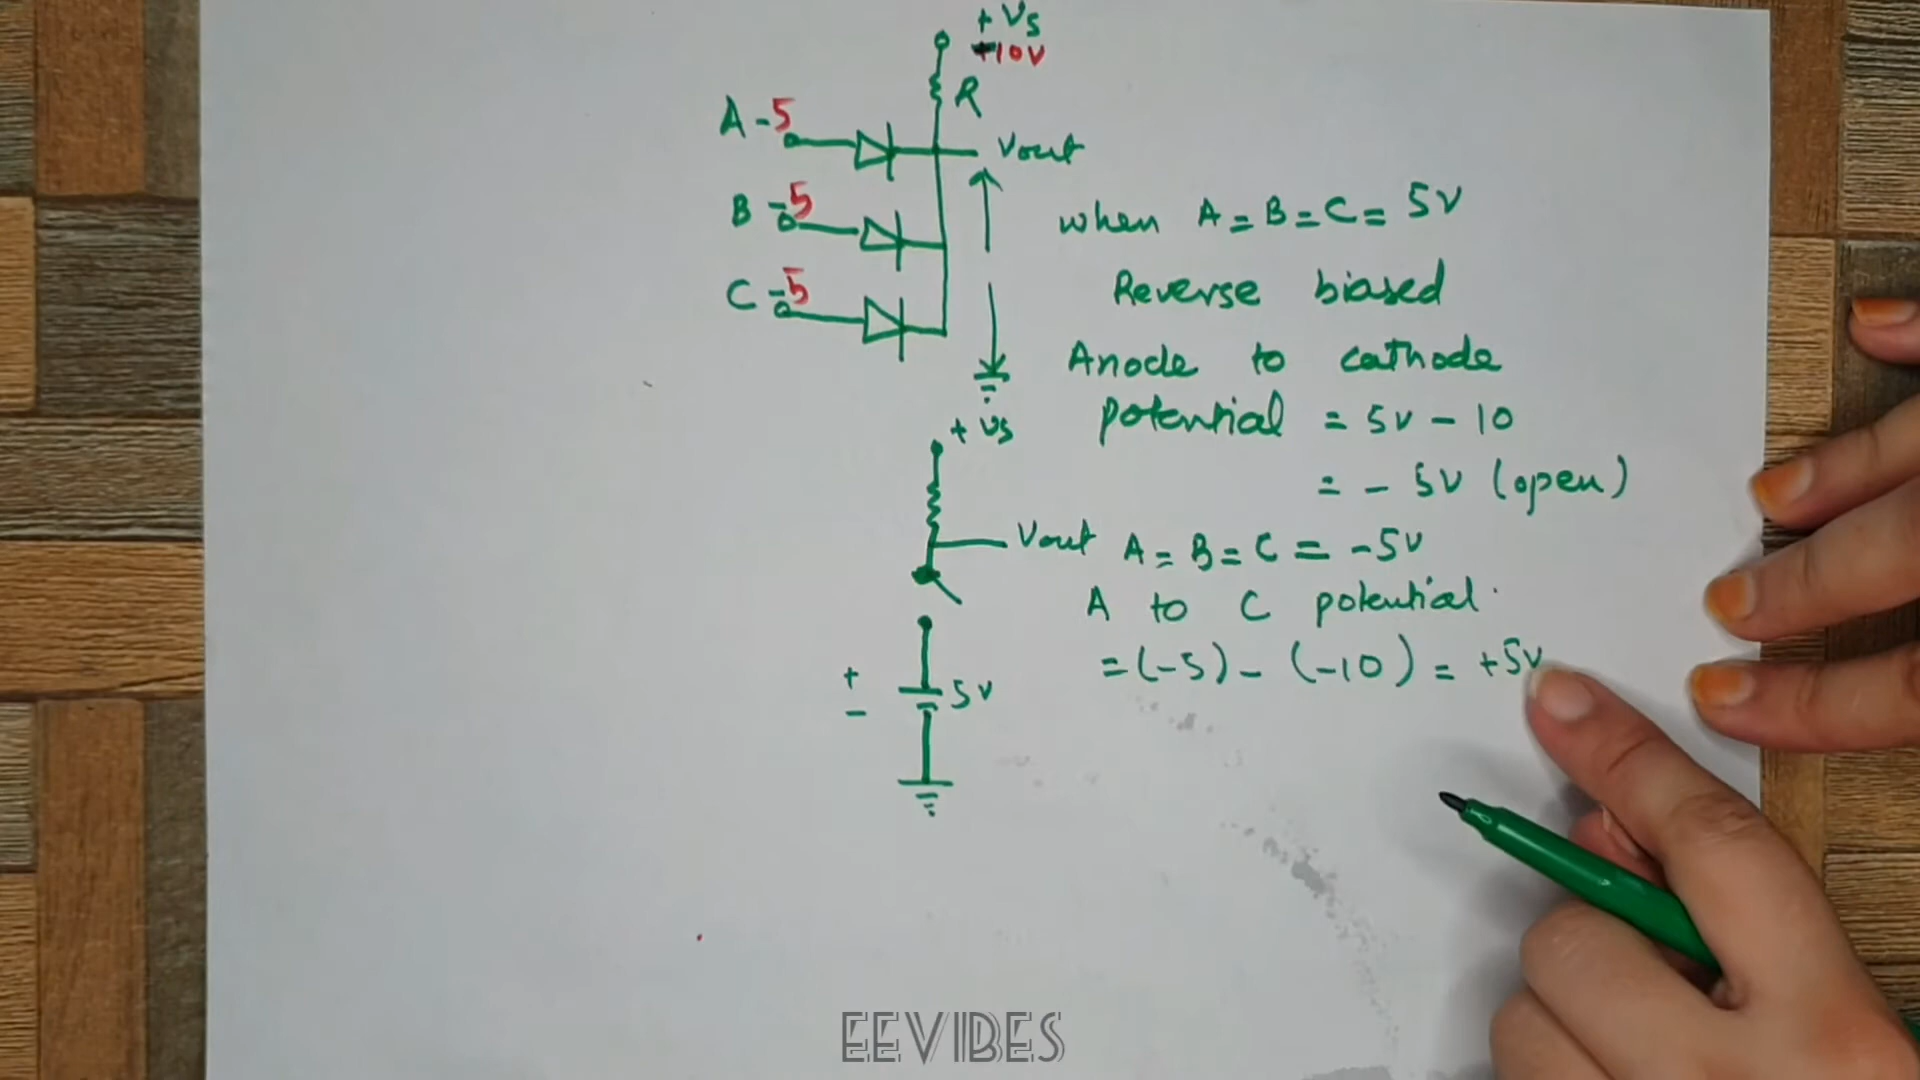 + Vs
+10V
R
A -5
Vout
B -5
C -5
when A = B = C = 5V
Reverse biased
Anode to cathode
potential = 5V - 10
= - 5V (open)
+ Vs
Vout
A = B = C = -5V
A to C potential.
= (-5) - (-10) = +5V
+
-
5V
EEVIBES